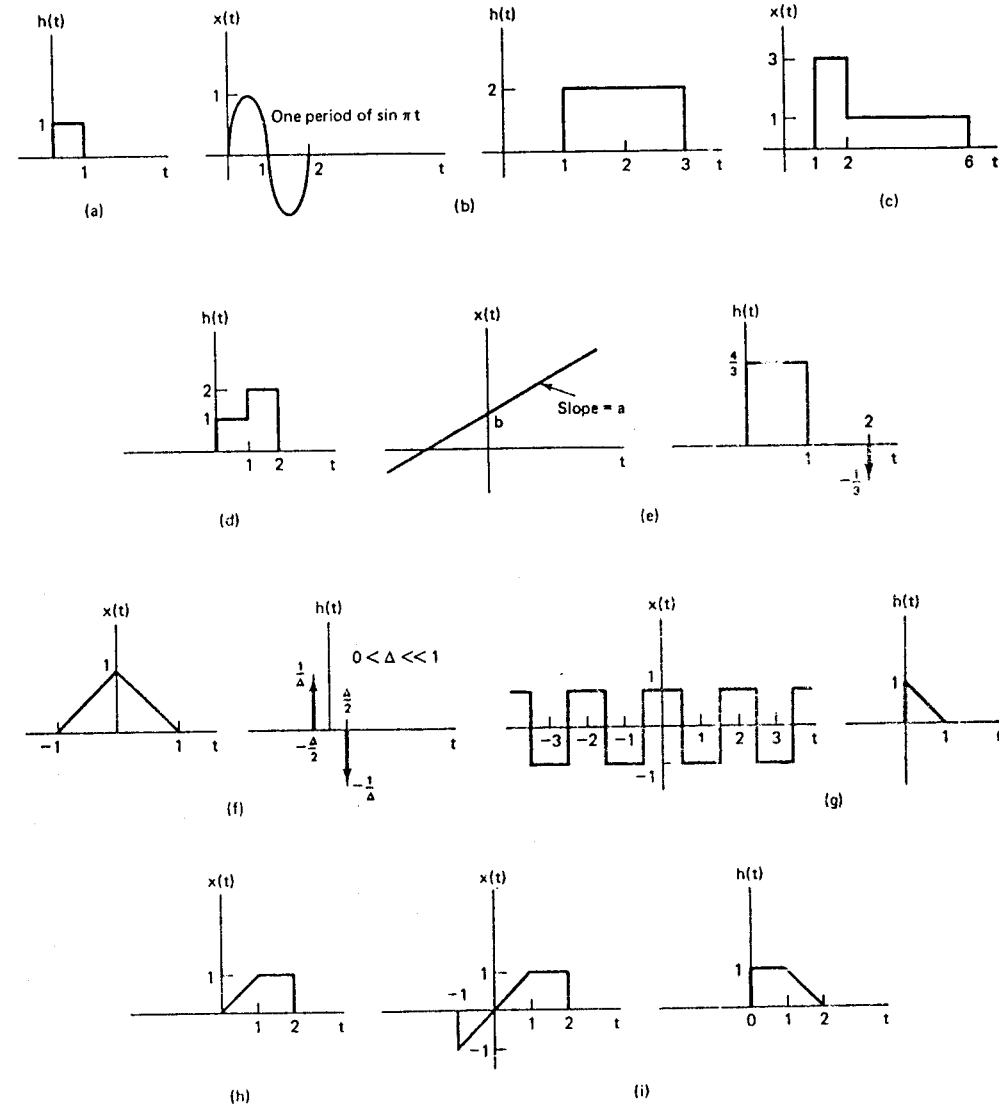 h(t) x(t) h(t) x(t)
1 1 2 3 1
One period of sin π t
1 t 1 2 t 1 2 3 t 1 2 6 t
(a) (b) (c)
h(t) x(t) h(t)
2 1 b 4/3 2
Slope = a
1 2 t t 1 t
-1/3
(d) (e)
x(t) h(t) x(t) h(t)
1 1/Δ 0 < Δ << 1 Δ/2 1 1
-1 1 t -Δ/2 t -3 -2 -1 1 2 3 t 1 t
-1/Δ -1
(f) (g)
x(t) x(t) h(t)
1 -1 1 1
1 2 t 1 2 t 0 1 2 t
-1
(h) (i)